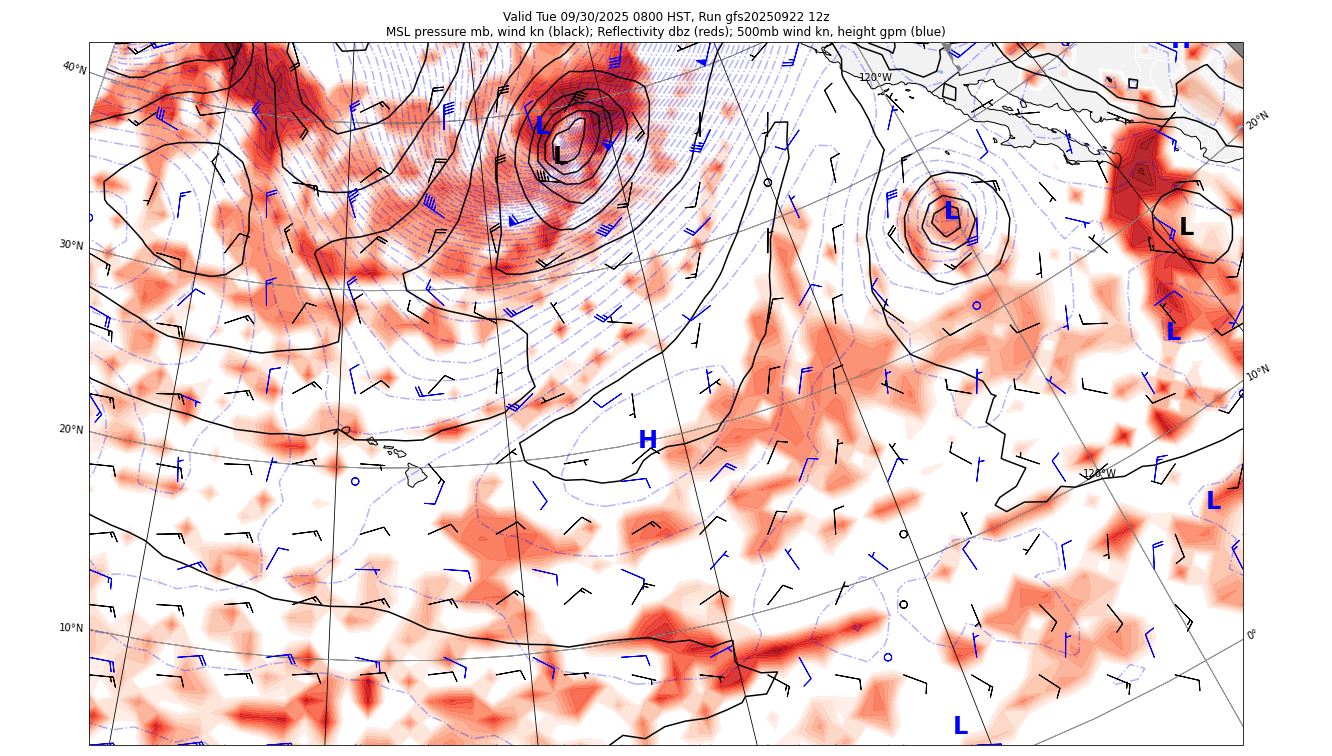 Valid Tue 09/30/2025 0800 HST, Run gfs20250922 12z
MSL pressure mb, wind kn (black); Reflectivity dbz (reds); 500mb wind kn, height gpm (blue)
H
40°N
120°W
20°N
L
L
L
L
30°N
L
10°N
20°N
H
120°W
L
10°N
0°
L